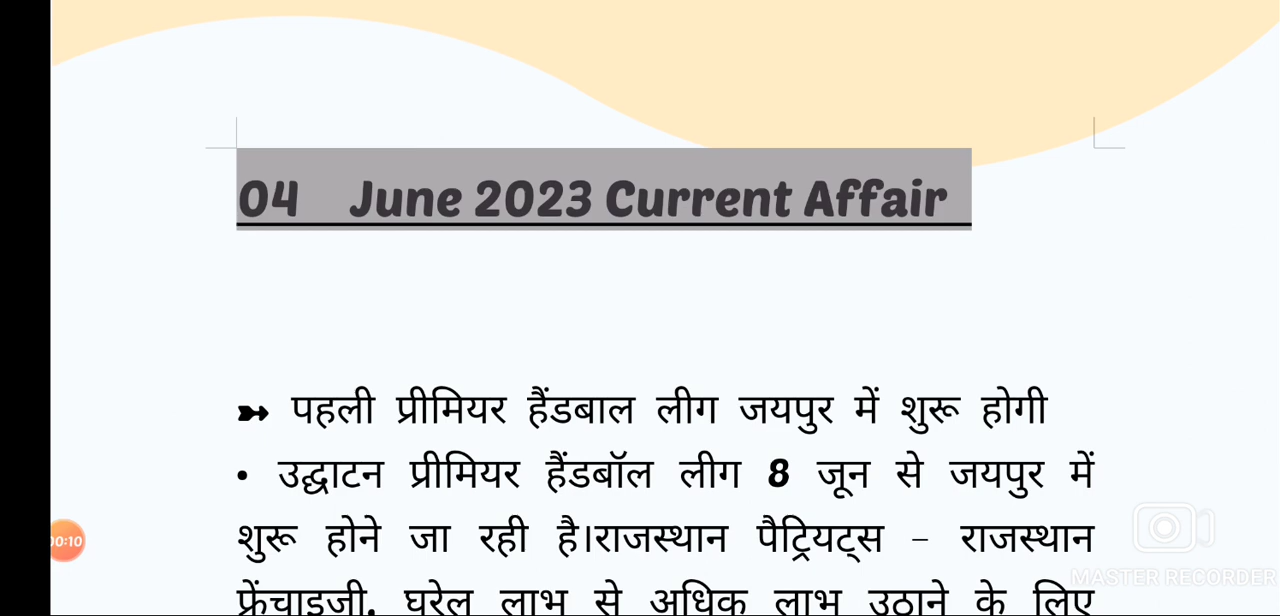 04 June 2023 Current Affair
➳ पहली प्रीमियर हैंडबाल लीग जयपुर में शुरू होगी
• उद्घाटन प्रीमियर हैंडबॉल लीग 8 जून से जयपुर में
शुरू होने जा रही है।राजस्थान पैट्रियट्स – राजस्थान
फ्रेंचाइजी, घरेलू लाभ से अधिक लाभ उठाने के लिए
00:10
MASTER RECORDER